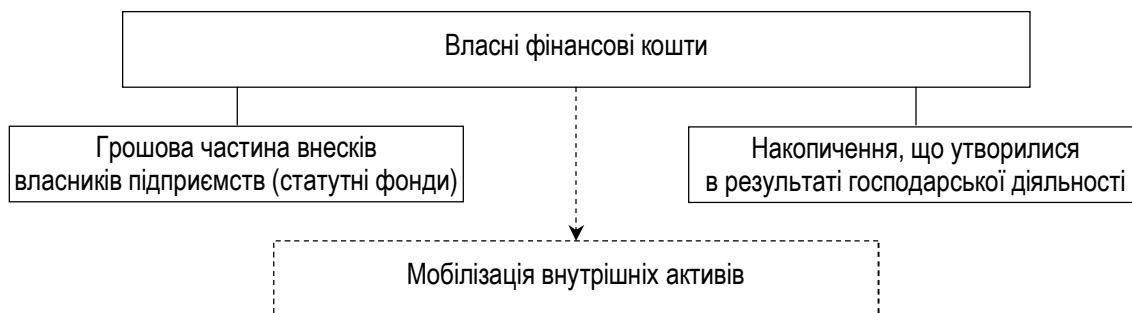 Власні фінансові кошти
Грошова частина внесків
власників підприємств (статутні фонди)
Накопичення, що утворилися
в результаті господарської діяльності
Мобілізація внутрішніх активів